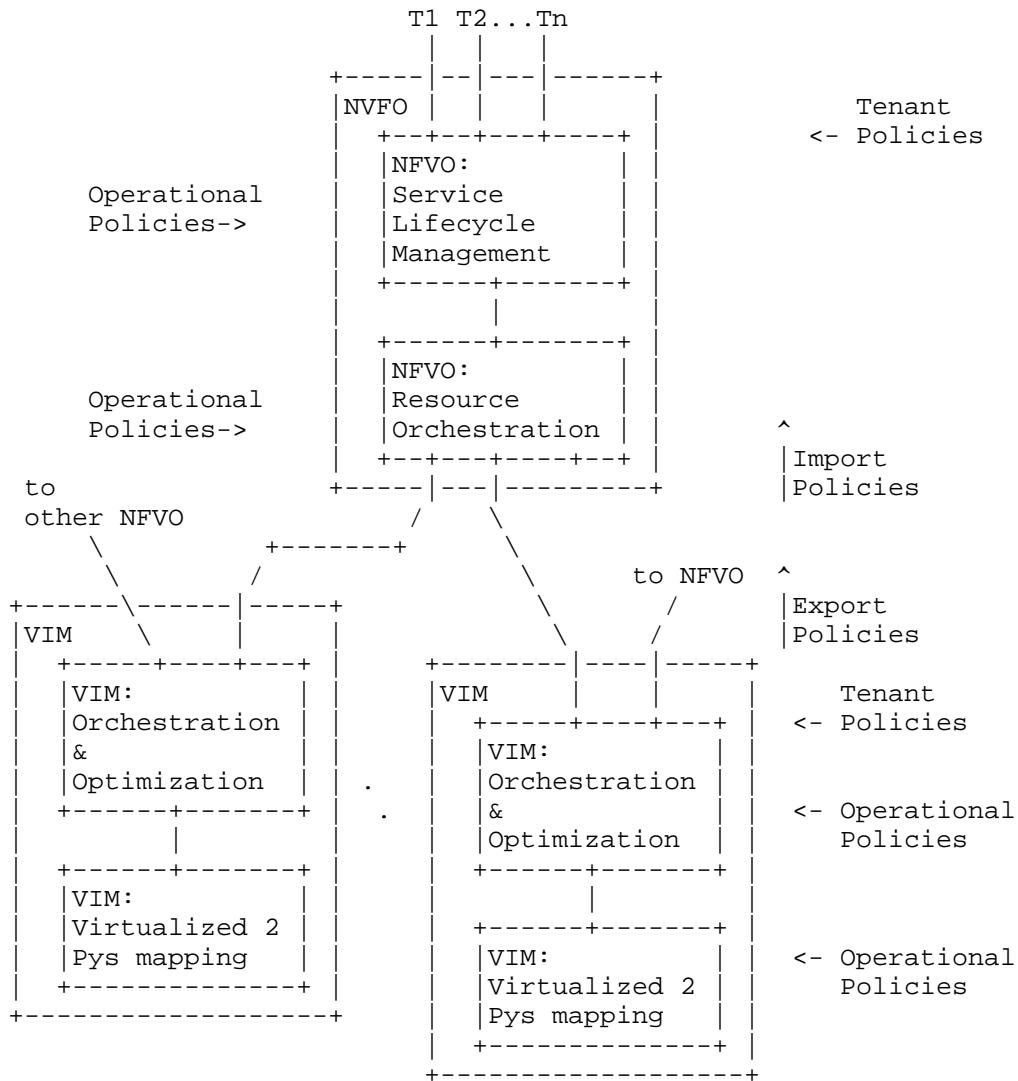 T1 T2...Tn
NVFO
Tenant
<- Policies
NFVO:
Service
Lifecycle
Management
Operational
Policies->
NFVO:
Resource
Orchestration
Operational
Policies->
Import
Policies
to
other NFVO
to NFVO
Export
Policies
VIM
VIM:
Orchestration
&
Optimization
VIM:
Virtualized 2
Pys mapping
. .
VIM
VIM:
Orchestration
&
Optimization
VIM:
Virtualized 2
Pys mapping
Tenant
<- Policies
<- Operational
Policies
<- Operational
Policies